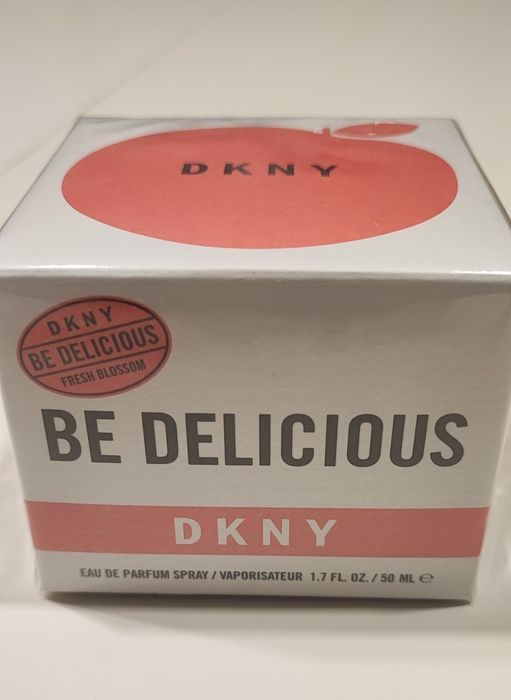 DKNY
DKNY
BE DELICIOUS
FRESH BLOSSOM
BE DELICIOUS
DKNY
EAU DE PARFUM SPRAY / VAPORISATEUR 1.7 FL. OZ. / 50 ML ℮